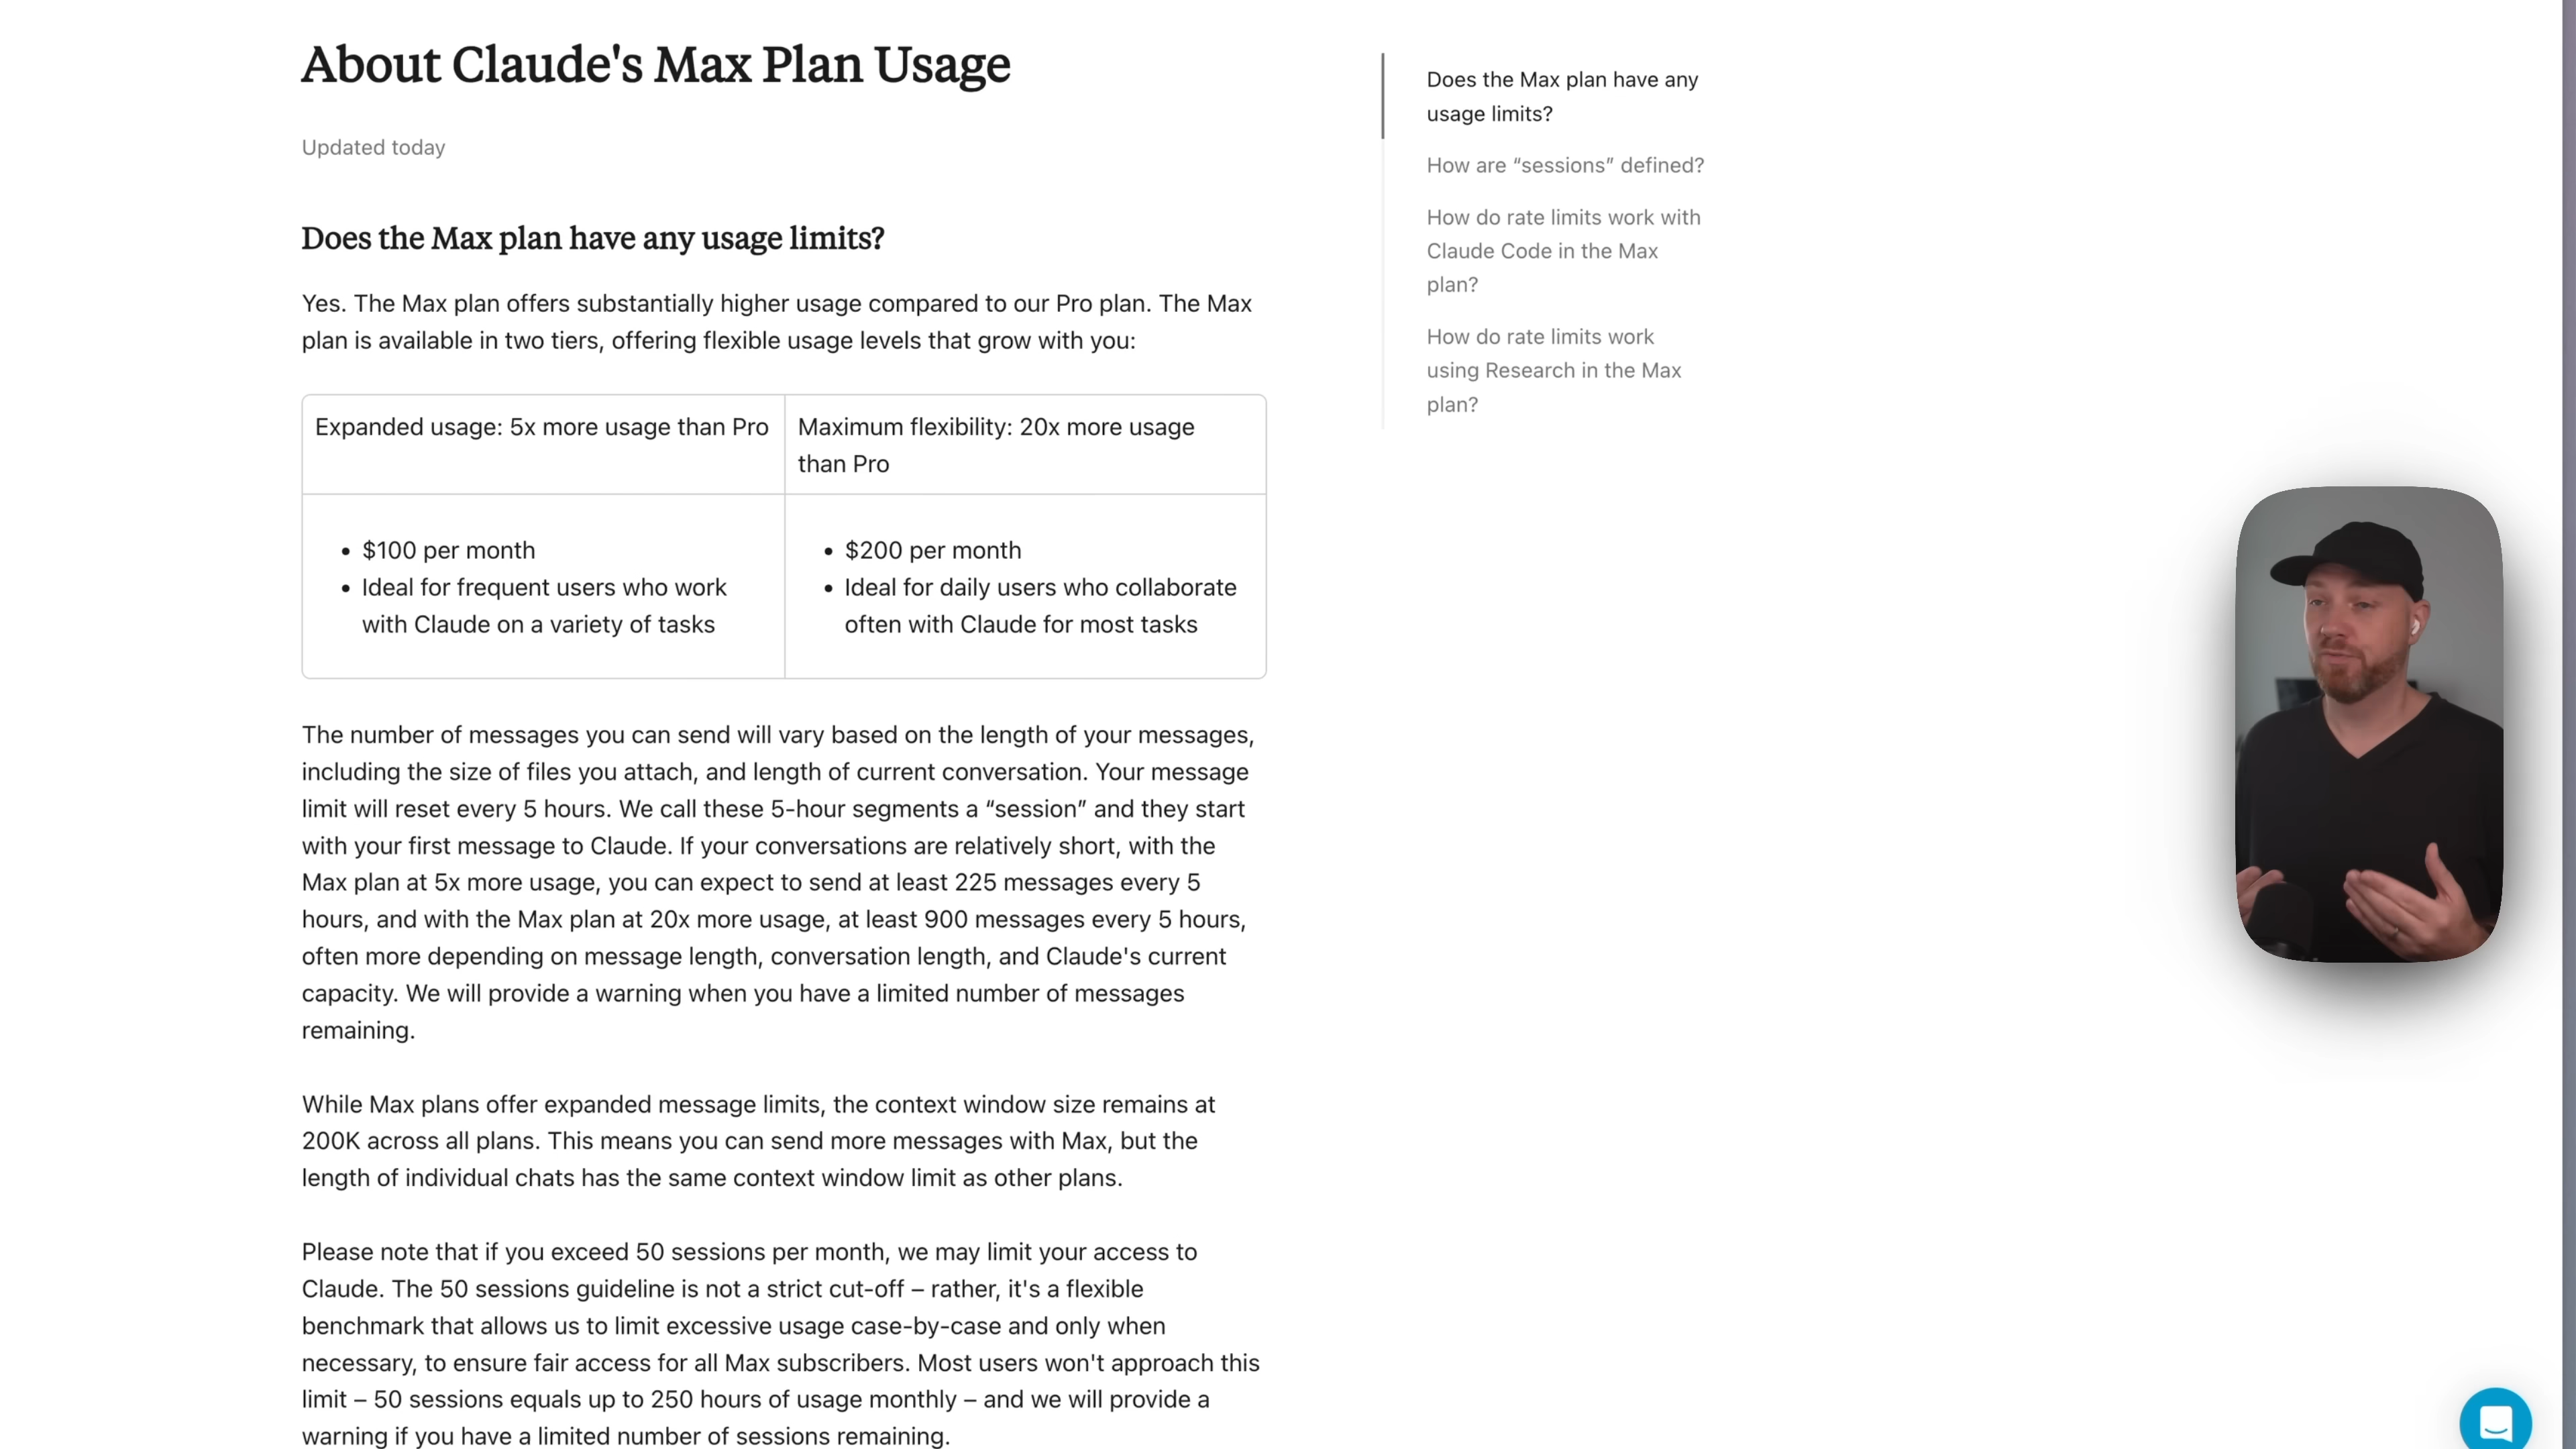 About Claude's Max Plan Usage
Updated today
Does the Max plan have any usage limits?
Yes. The Max plan offers substantially higher usage compared to our Pro plan. The Max
plan is available in two tiers, offering flexible usage levels that grow with you:
Expanded usage: 5x more usage than Pro
Maximum flexibility: 20x more usage
than Pro
• $100 per month
• Ideal for frequent users who work
with Claude on a variety of tasks
• $200 per month
• Ideal for daily users who collaborate
often with Claude for most tasks
The number of messages you can send will vary based on the length of your messages,
including the size of files you attach, and length of current conversation. Your message
limit will reset every 5 hours. We call these 5-hour segments a “session” and they start
with your first message to Claude. If your conversations are relatively short, with the
Max plan at 5x more usage, you can expect to send at least 225 messages every 5
hours, and with the Max plan at 20x more usage, at least 900 messages every 5 hours,
often more depending on message length, conversation length, and Claude's current
capacity. We will provide a warning when you have a limited number of messages
remaining.
While Max plans offer expanded message limits, the context window size remains at
200K across all plans. This means you can send more messages with Max, but the
length of individual chats has the same context window limit as other plans.
Please note that if you exceed 50 sessions per month, we may limit your access to
Claude. The 50 sessions guideline is not a strict cut-off – rather, it's a flexible
benchmark that allows us to limit excessive usage case-by-case and only when
necessary, to ensure fair access for all Max subscribers. Most users won't approach this
limit – 50 sessions equals up to 250 hours of usage monthly – and we will provide a
warning if you have a limited number of sessions remaining.
Does the Max plan have any
usage limits?
How are “sessions” defined?
How do rate limits work with
Claude Code in the Max
plan?
How do rate limits work
using Research in the Max
plan?